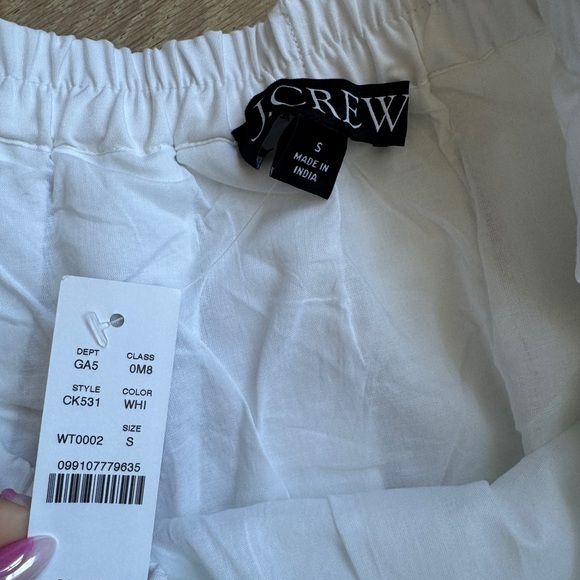 J.CREW
S
MADE IN
INDIA
DEPT CLASS
GA5 0M8
STYLE COLOR
CK531 WHI
SIZE
WT0002 S
099107779635